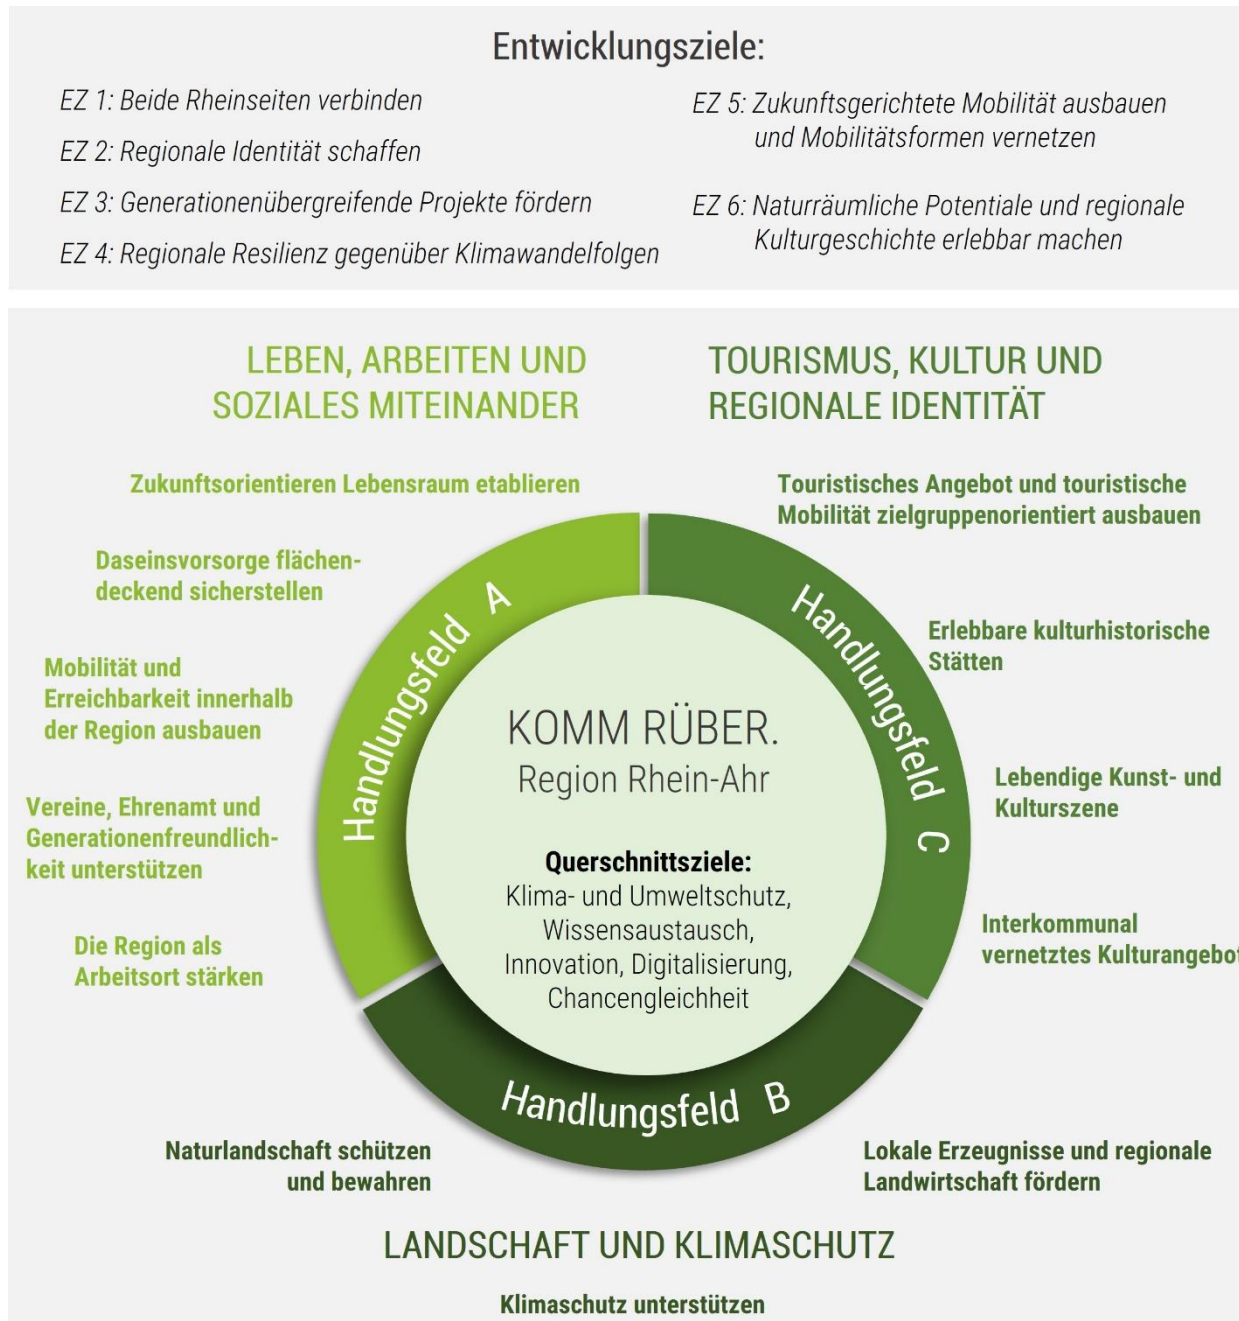 Entwicklungsziele:
EZ 1: Beide Rheinseiten verbinden
EZ 2: Regionale Identität schaffen
EZ 3: Generationenübergreifende Projekte fördern
EZ 4: Regionale Resilienz gegenüber Klimawandelfolgen
EZ 5: Zukunftsgerichtete Mobilität ausbauen
und Mobilitätsformen vernetzen
EZ 6: Naturräumliche Potentiale und regionale
Kulturgeschichte erlebbar machen
LEBEN, ARBEITEN UND
SOZIALES MITEINANDER
Zukunftsorientieren Lebensraum etablieren
Daseinsvorsorge flächen-
deckend sicherstellen
Mobilität und
Erreichbarkeit innerhalb
der Region ausbauen
Vereine, Ehrenamt und
Generationenfreundlich-
keit unterstützen
Die Region als
Arbeitsort stärken
Handlungsfeld A
TOURISMUS, KULTUR UND
REGIONALE IDENTITÄT
Touristisches Angebot und touristische
Mobilität zielgruppenorientiert ausbauen
Erlebbare kulturhistorische
Stätten
Lebendige Kunst- und
Kulturszene
Interkommunal
vernetztes Kulturangebot
Handlungsfeld C
KOMM RÜBER.
Region Rhein-Ahr
Querschnittsziele:
Klima- und Umweltschutz,
Wissensaustausch,
Innovation, Digitalisierung,
Chancengleichheit
Handlungsfeld B
Naturlandschaft schützen
und bewahren
Lokale Erzeugnisse und regionale
Landwirtschaft fördern
LANDSCHAFT UND KLIMASCHUTZ
Klimaschutz unterstützen